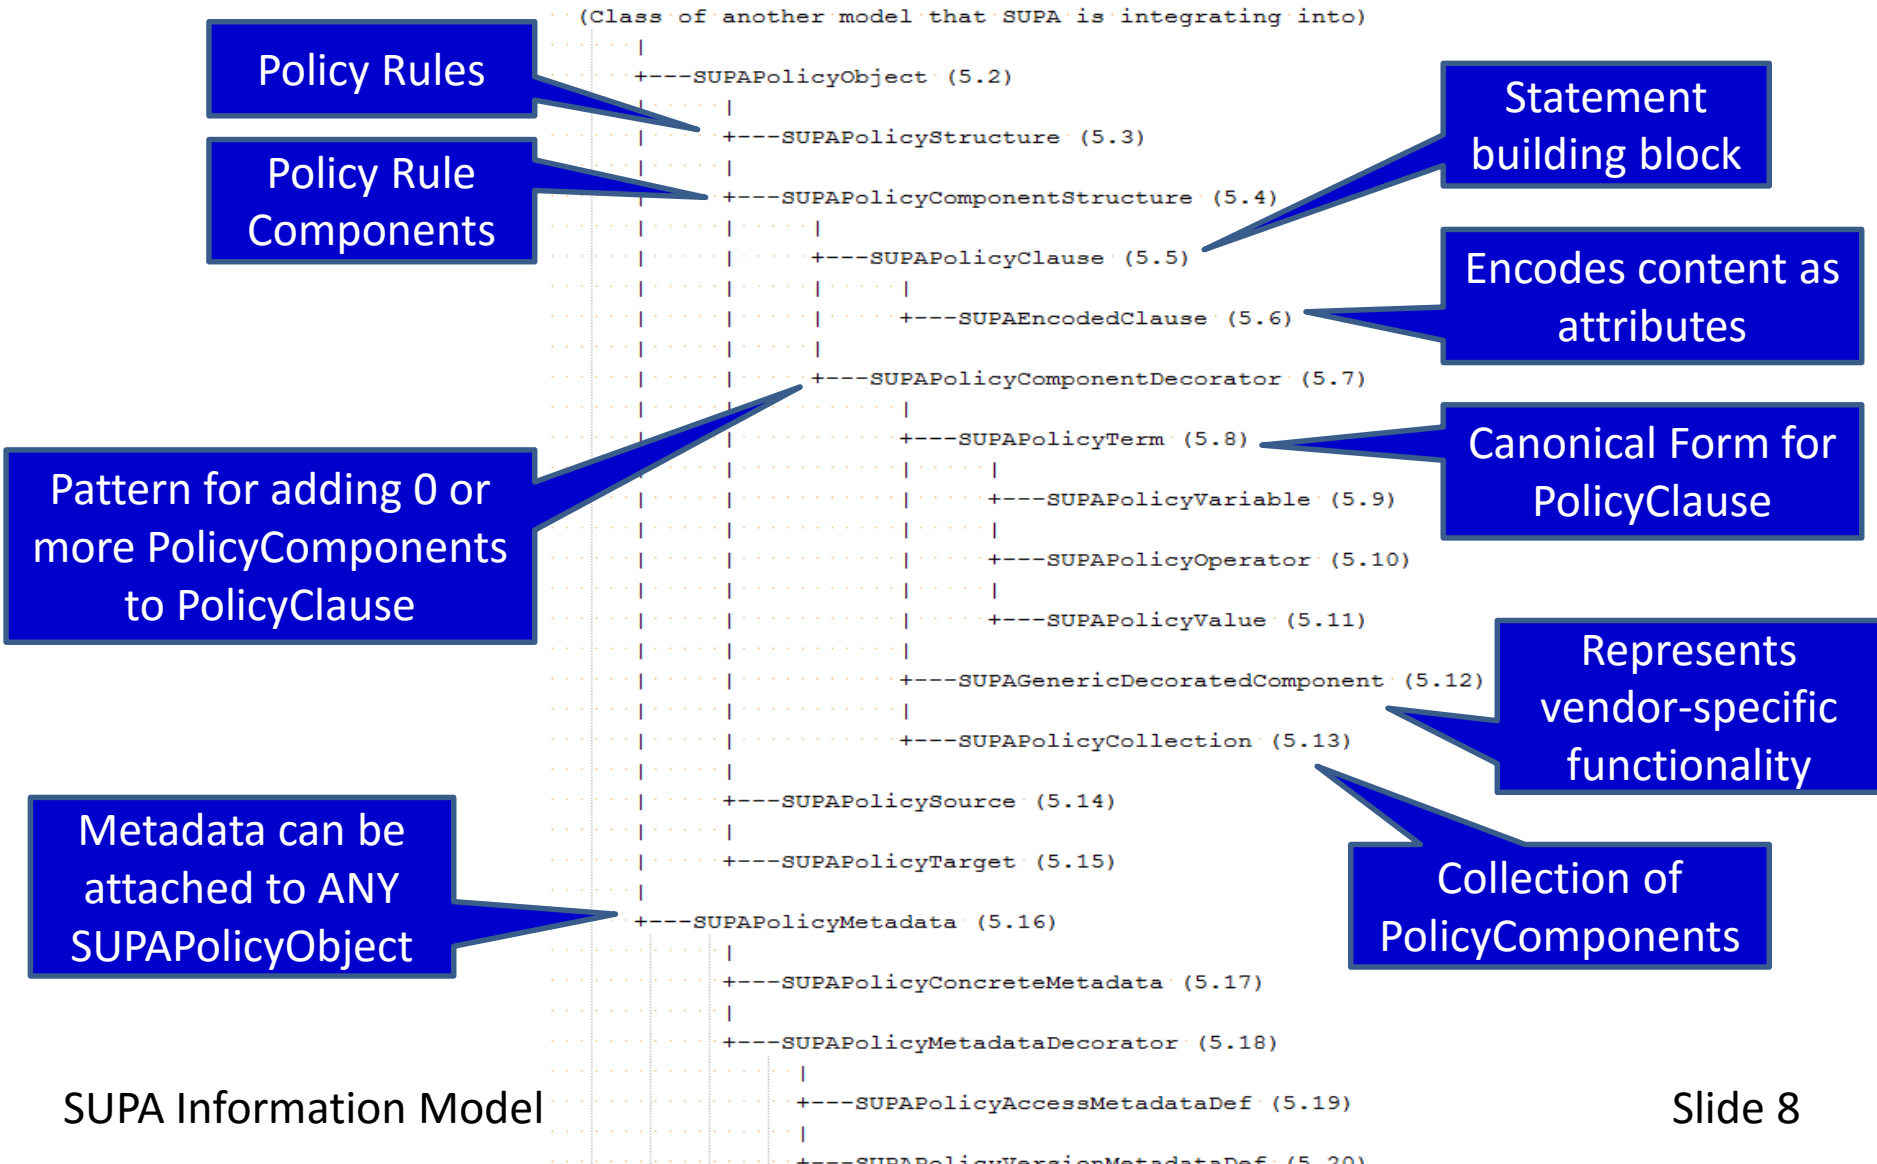 (Class of another model that SUPA is integrating into)
|
Policy Rules
+---SUPAPolicyObject (5.2)
| |
| +---SUPAPolicyStructure (5.3)
| |
Policy Rule
Components
| +---SUPAPolicyComponentStructure (5.4)
| | |
| | +---SUPAPolicyClause (5.5)
Statement
building block
| | | |
| | | +---SUPAEncodedClause (5.6)
Encodes content as
attributes
| | |
| | +---SUPAPolicyComponentDecorator (5.7)
Pattern for adding 0 or
more PolicyComponents
to PolicyClause
| | |
| | +---SUPAPolicyTerm (5.8)
Canonical Form for
PolicyClause
| | | |
| | | +---SUPAPolicyVariable (5.9)
| | | |
| | | +---SUPAPolicyOperator (5.10)
| | | |
| | | +---SUPAPolicyValue (5.11)
| | |
| | +---SUPAGenericDecoratedComponent (5.12)
Represents
vendor-specific
functionality
| | |
| | +---SUPAPolicyCollection (5.13)
Collection of
PolicyComponents
| |
| +---SUPAPolicySource (5.14)
| |
| +---SUPAPolicyTarget (5.15)
|
+---SUPAPolicyMetadata (5.16)
Metadata can be
attached to ANY
SUPAPolicyObject
|
+---SUPAPolicyConcreteMetadata (5.17)
|
+---SUPAPolicyMetadataDecorator (5.18)
|
+---SUPAPolicyAccessMetadataDef (5.19)
|
+---SUPAPolicyVersionMetadataDef (5.20)
SUPA Information Model
Slide 8